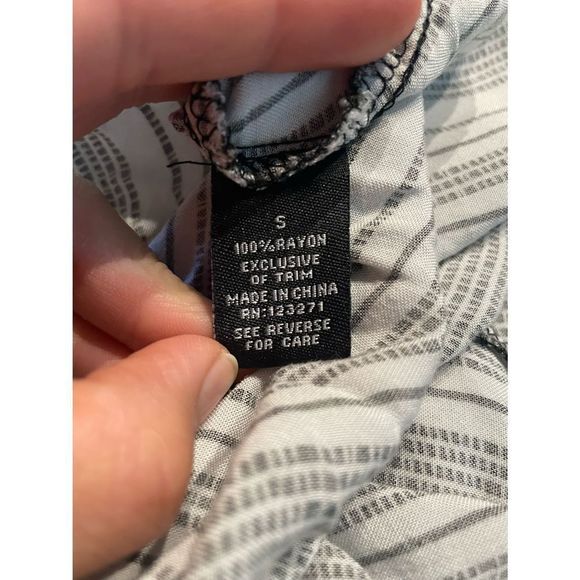 S
100%RAYON
EXCLUSIVE
OF TRIM
MADE IN CHINA
RN:123271
SEE REVERSE
FOR CARE